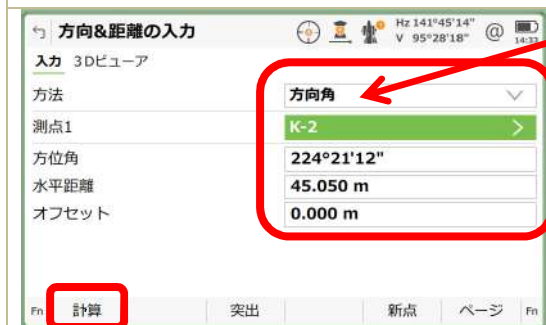 方向&距離の入力
Hz 141°45'14"
V 95°28'18"
@
14:33
入力 3Dビューア
方法 方向角
測点1 K-2
方位角 224°21'12"
水平距離 45.050 m
オフセット 0.000 m
Fn 計算 突出 新点 ページ Fn